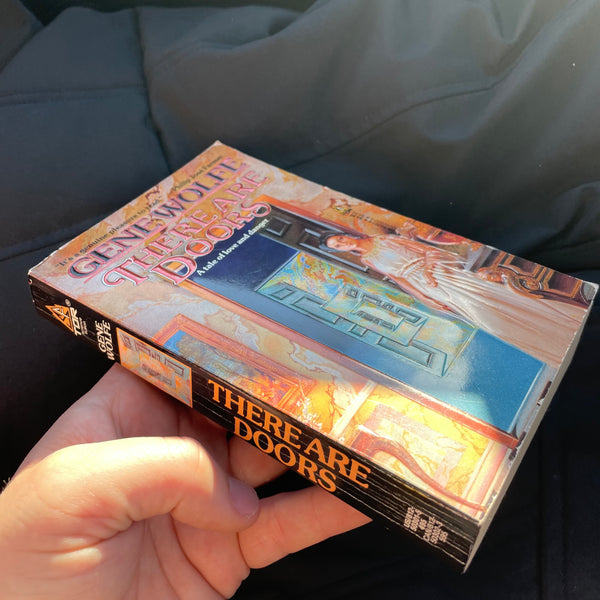 GENE WOLFE
THERE ARE
DOORS
A tale of love and danger
TOR
GENE
WOLFE
THERE ARE
DOORS